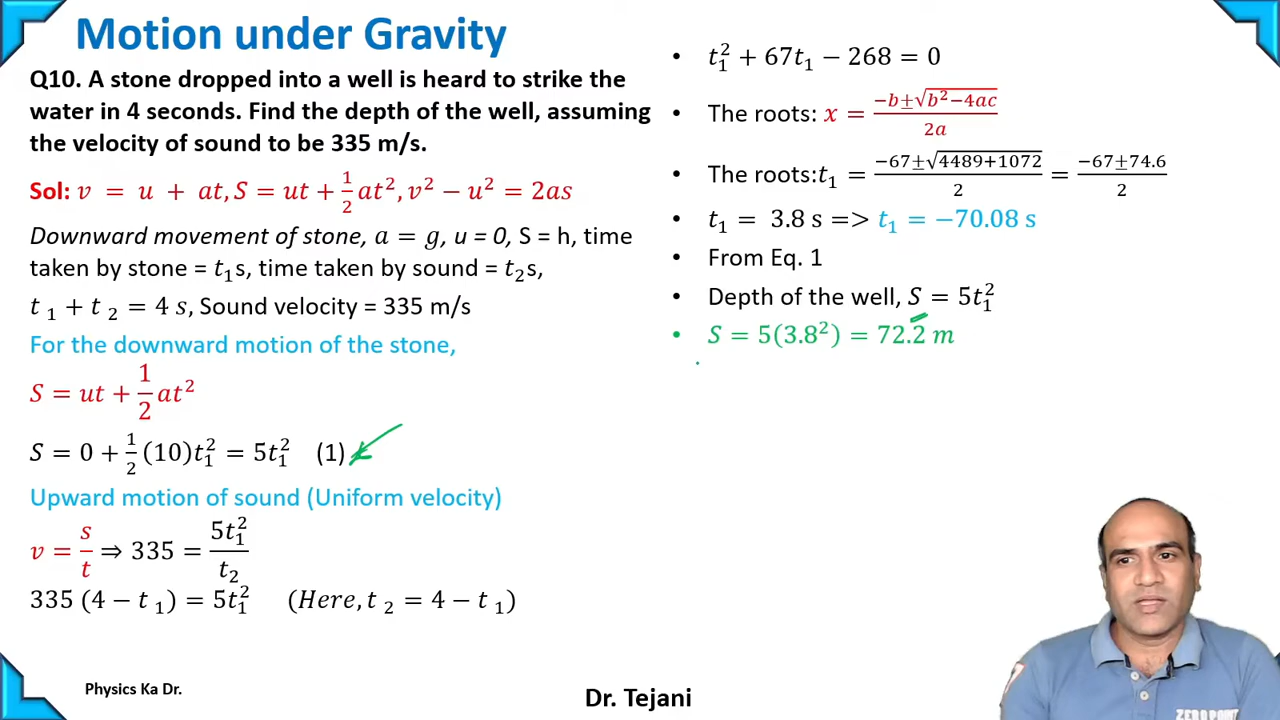 Motion under Gravity
Q10. A stone dropped into a well is heard to strike the
water in 4 seconds. Find the depth of the well, assuming
the velocity of sound to be 335 m/s.
Sol: v = u + at, S = ut + 1/2 at², v² − u² = 2as
Downward movement of stone, a = g, u = 0, S = h, time
taken by stone = t₁s, time taken by sound = t₂s,
t ₁ + t ₂ = 4 s, Sound velocity = 335 m/s
For the downward motion of the stone,
S = ut + 1/2 at²
S = 0 + 1/2 (10)t₁² = 5t₁² (1)
Upward motion of sound (Uniform velocity)
v = s/t ⇒ 335 = 5t₁²/t₂
335 (4 − t ₁) = 5t₁² (Here, t ₂ = 4 − t ₁)
• t₁² + 67t₁ − 268 = 0
• The roots: x = (−b±√(b²−4ac))/2a
• The roots:t₁ = (−67±√(4489+1072))/2 = (−67±74.6)/2
• t₁ = 3.8 s => t₁ = −70.08 s
• From Eq. 1
• Depth of the well, S = 5t₁²
• S = 5(3.8²) = 72.2 m
Physics Ka Dr.
Dr. Tejani
ZERO POINT